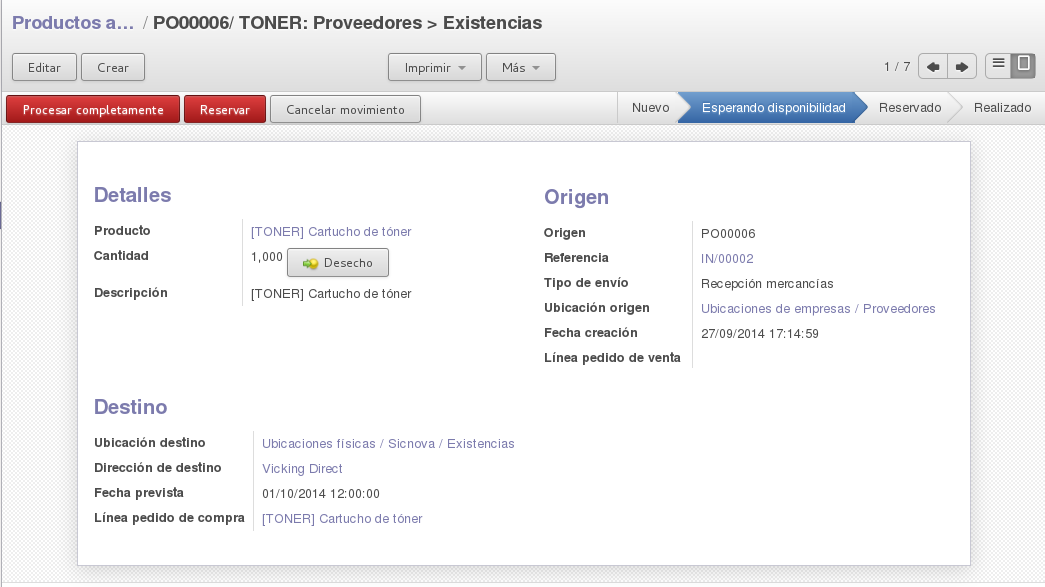 Productos a... / PO00006/ TONER: Proveedores > Existencias
Editar Crear Imprimir Más 1 / 7
Procesar completamente Reservar Cancelar movimiento Nuevo Esperando disponibilidad Reservado Realizado
Detalles
Producto [TONER] Cartucho de tóner
Cantidad 1,000 Desecho
Descripción [TONER] Cartucho de tóner
Origen
Origen PO00006
Referencia IN/00002
Tipo de envío Recepción mercancías
Ubicación origen Ubicaciones de empresas / Proveedores
Fecha creación 27/09/2014 17:14:59
Línea pedido de venta
Destino
Ubicación destino Ubicaciones físicas / Sicnova / Existencias
Dirección de destino Vicking Direct
Fecha prevista 01/10/2014 12:00:00
Línea pedido de compra [TONER] Cartucho de tóner